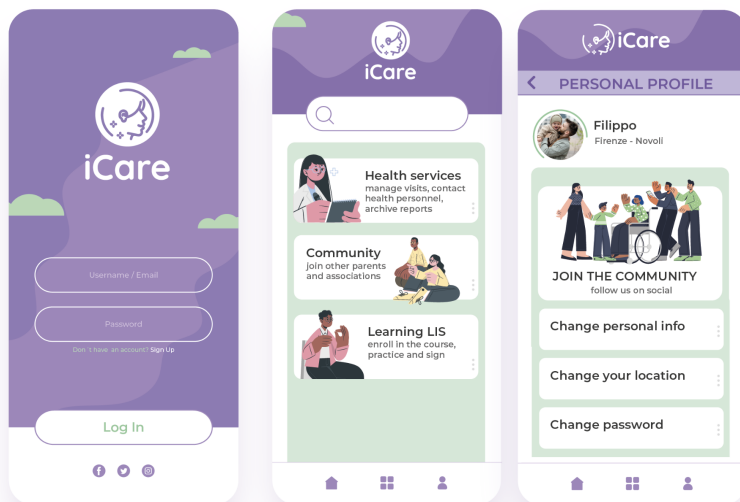 iCare
Username / Email
Password
Don´t have an account? Sign Up
Log In
iCare
Health services
manage visits, contact
health personnel,
archive reports
Community
join other parents
and associations
Learning LIS
enroll in the course,
practice and sign
iCare
PERSONAL PROFILE
Filippo
Firenze - Novoli
JOIN THE COMMUNITY
follow us on social
Change personal info
Change your location
Change password